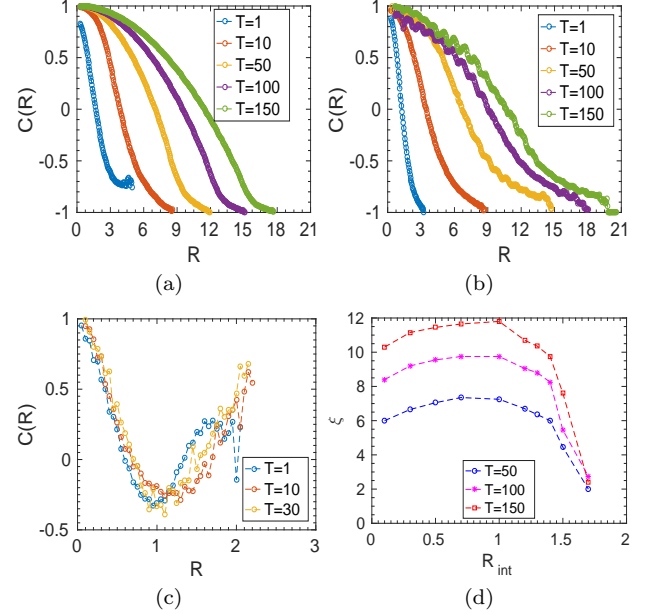 1
0.5
0
-0.5
-1
C(R)
0 3 6 9 12 15 18 21
R
T=1
T=10
T=50
T=100
T=150
(a)
1
0.5
0
-0.5
-1
C(R)
0 3 6 9 12 15 18 21
R
T=1
T=10
T=50
T=100
T=150
(b)
1
0.5
0
-0.5
C(R)
0 1 2 3
R
T=1
T=10
T=30
(c)
12
10
8
6
4
2
0
ξ
0 0.5 1 1.5 2
R int
T=50
T=100
T=150
(d)